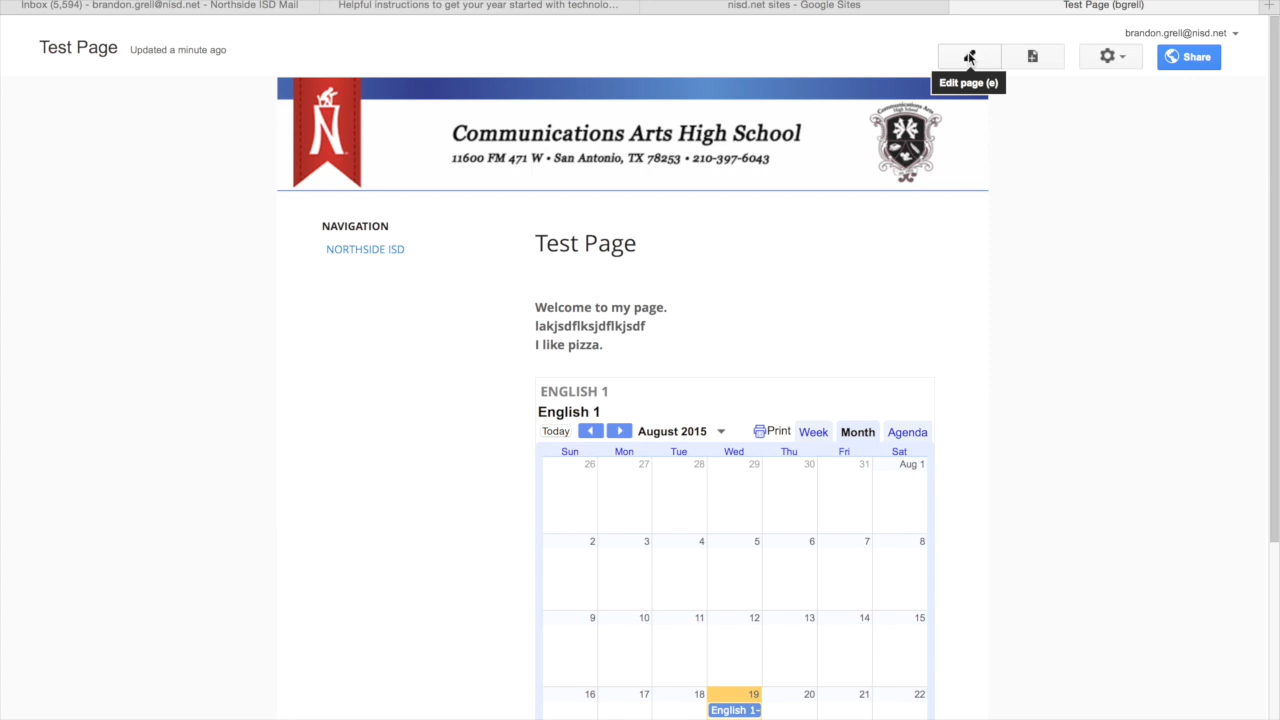 Inbox (5,594) - brandon.grell@nisd.net - Northside ISD Mail
Helpful instructions to get your year started with technolo...
nisd.net sites - Google Sites
Test Page (bgrell)
brandon.grell@nisd.net
Test Page Updated a minute ago
Share
Edit page (e)
N
Communications Arts High School
11600 FM 471 W • San Antonio, TX 78253 • 210-397-6043
NAVIGATION
NORTHSIDE ISD
Test Page
Welcome to my page.
lakjsdflksjdflkjsdf
I like pizza.
ENGLISH 1
English 1
Today August 2015 Print Week Month Agenda
Sun Mon Tue Wed Thu Fri Sat
26 27 28 29 30 31 Aug 1
2 3 4 5 6 7 8
9 10 11 12 13 14 15
16 17 18 19 20 21 22
English 1-